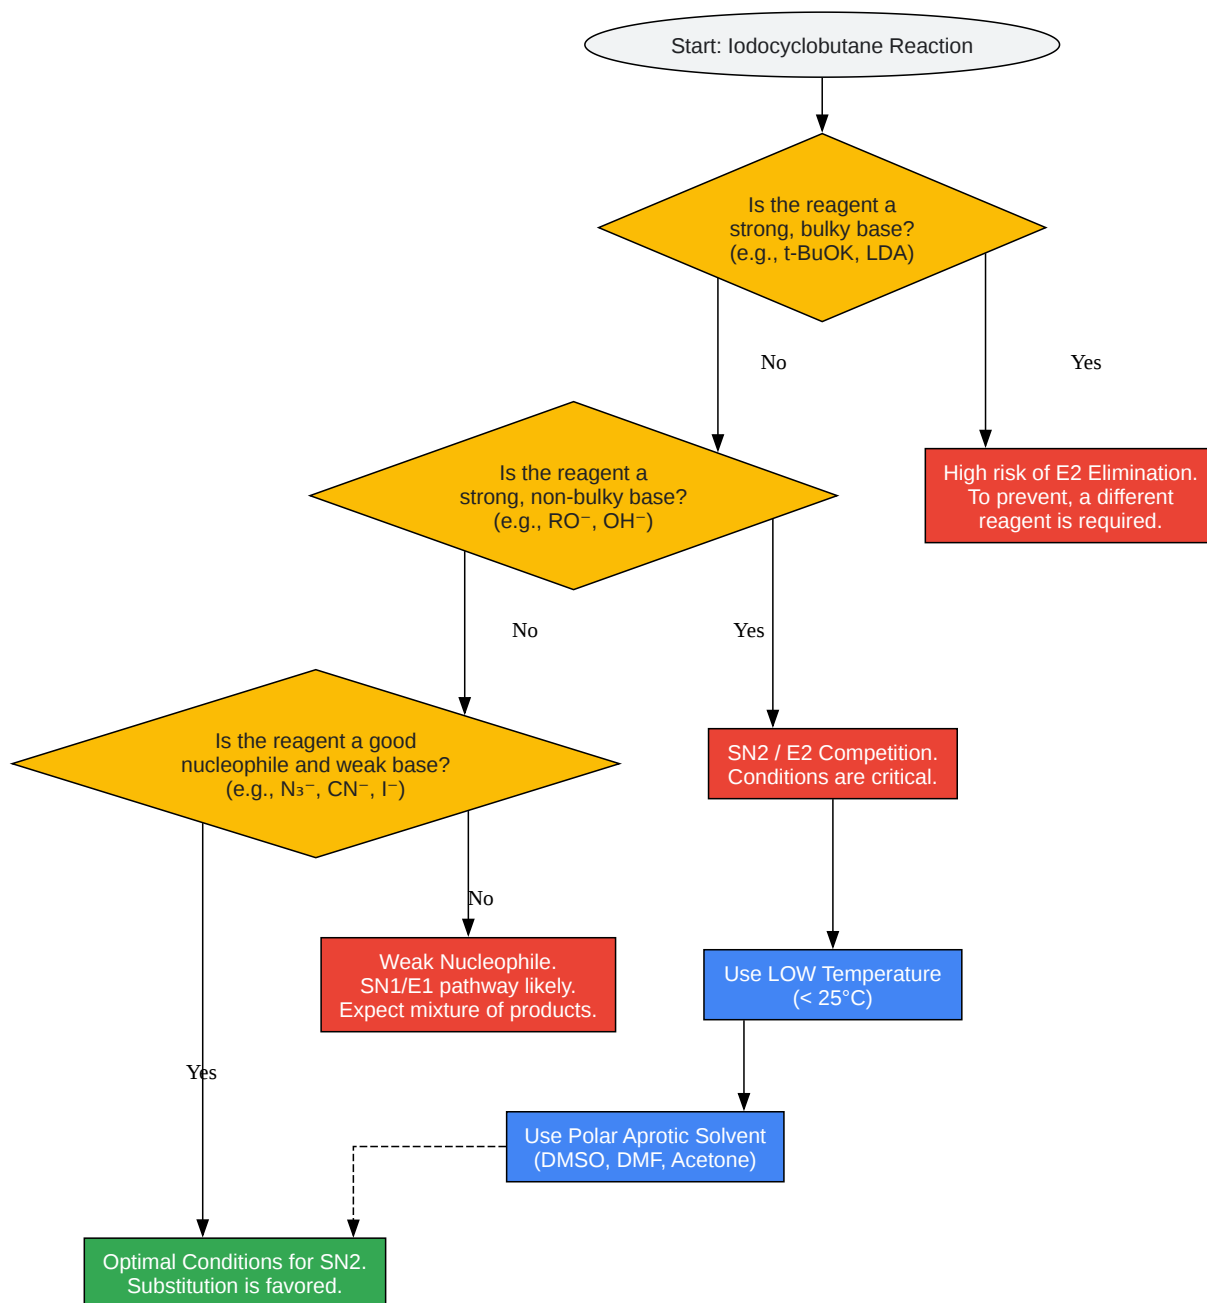 Start: Iodocyclobutane Reaction
Is the reagent a
strong, bulky base?
(e.g., t-BuOK, LDA)
No
Yes
Is the reagent a
strong, non-bulky base?
(e.g., RO⁻, OH⁻)
High risk of E2 Elimination.
To prevent, a different
reagent is required.
No
Yes
Is the reagent a good
nucleophile and weak base?
(e.g., N₃⁻, CN⁻, I⁻)
SN2 / E2 Competition.
Conditions are critical.
No
Weak Nucleophile.
SN1/E1 pathway likely.
Expect mixture of products.
Use LOW Temperature
(< 25°C)
Yes
Use Polar Aprotic Solvent
(DMSO, DMF, Acetone)
Optimal Conditions for SN2.
Substitution is favored.